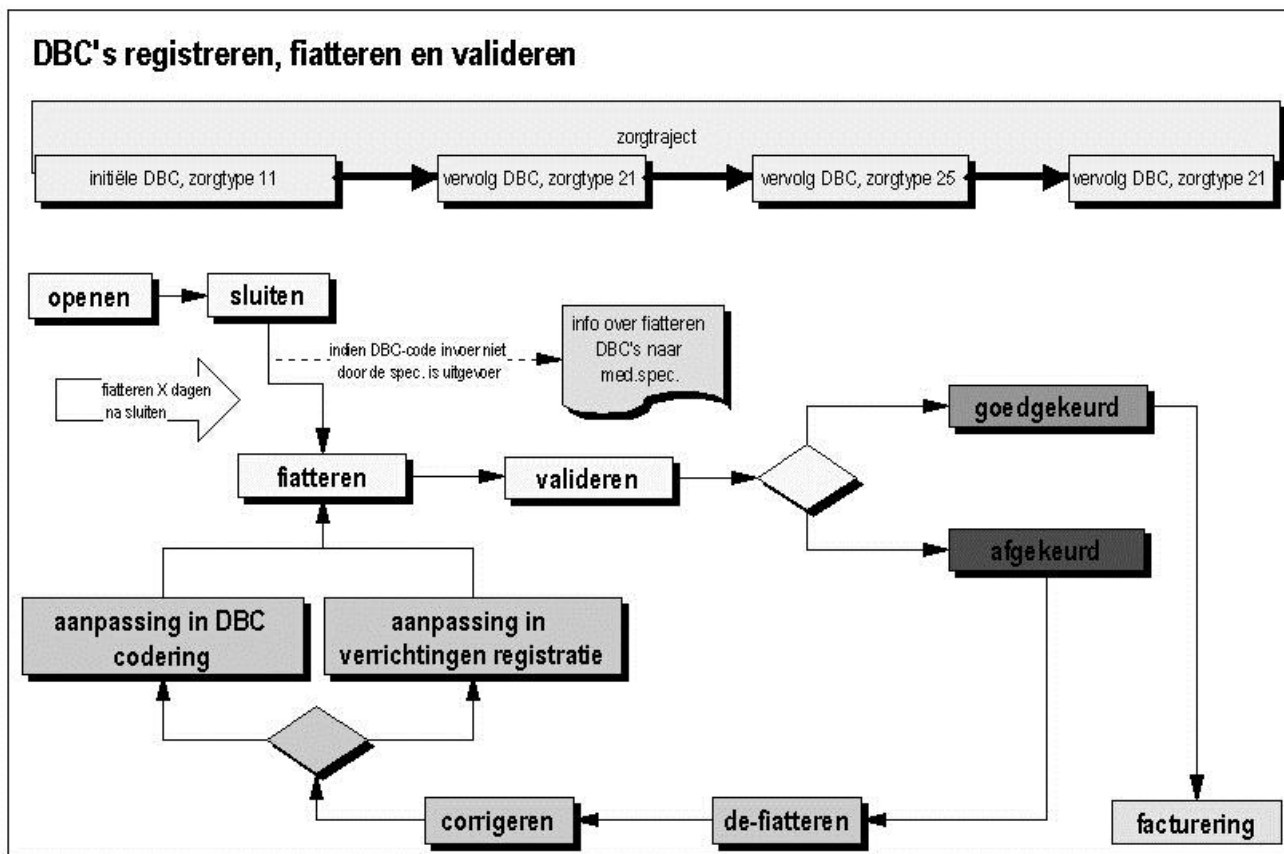 DBC's registreren, fiatteren en valideren
zorgtraject
initiële DBC, zorgtype 11
vervolg DBC, zorgtype 21
vervolg DBC, zorgtype 25
vervolg DBC, zorgtype 21
openen
sluiten
indien DBC-code invoer niet
door de spec. is uitgevoer
info over fiatteren
DBC's naar
med.spec.
fiatteren X dagen
na sluiten
goedgekeurd
fiatteren
valideren
afgekeurd
aanpassing in DBC
codering
aanpassing in
verrichtingen registratie
corrigeren
de-fiatteren
facturering